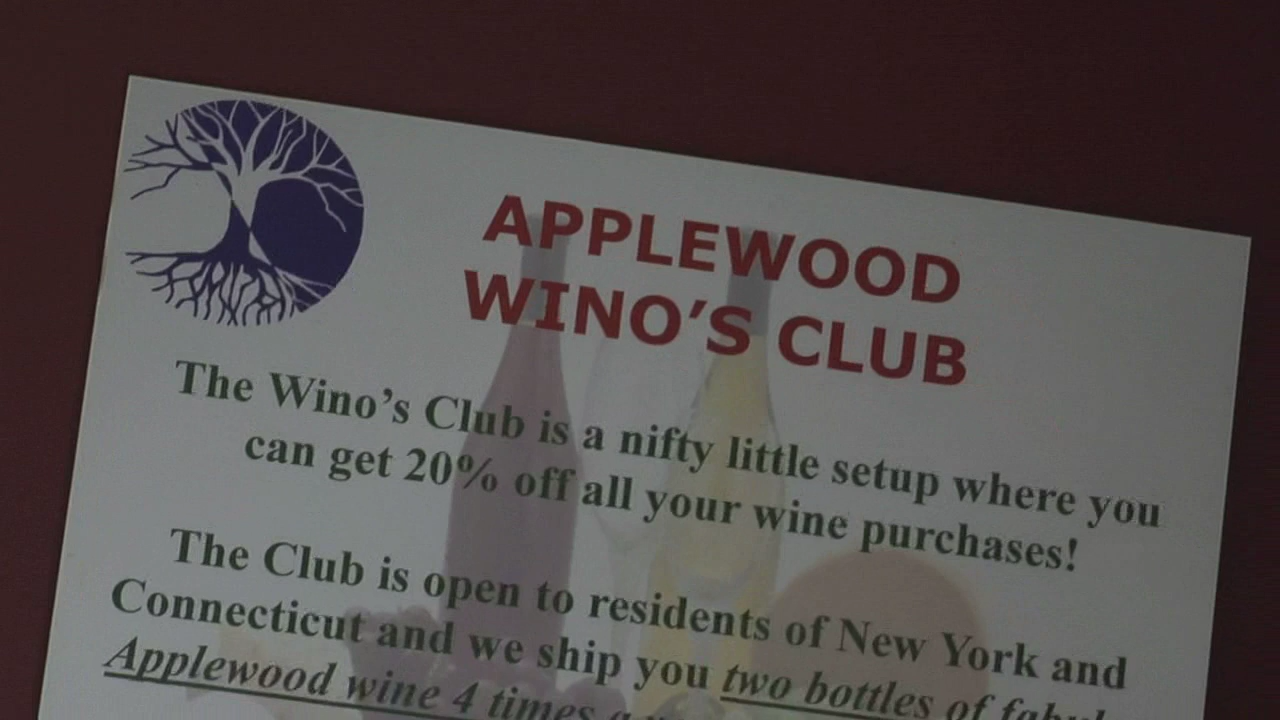 APPLEWOOD
WINO'S CLUB
The Wino's Club is a nifty little setup where you
can get 20% off all your wine purchases!
The Club is open to residents of New York and
Connecticut and we ship you two bottles of
Applewood wine 4 times a